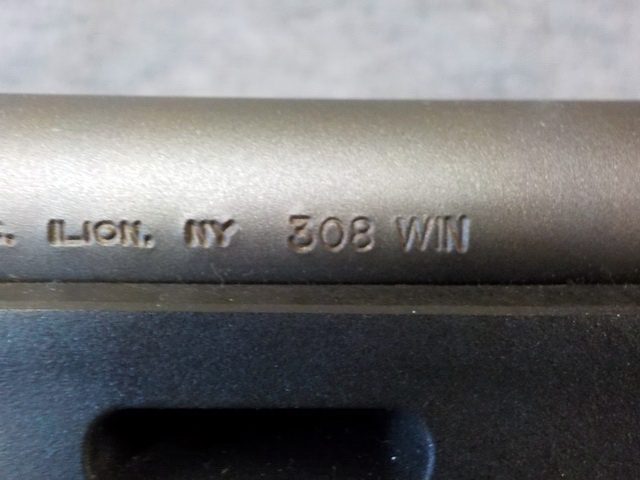 . ILION, NY 308 WIN